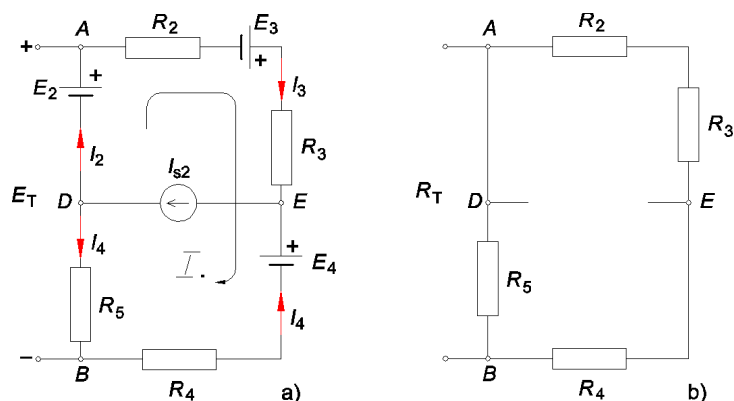 A
R2
E3
+
+
+
E2
I3
R3
I2
Is2
ET
D
E
I4
+
E4
I.
R5
I4
−
B
R4
a)
A
R2
R3
RT
D
E
R5
B
R4
b)